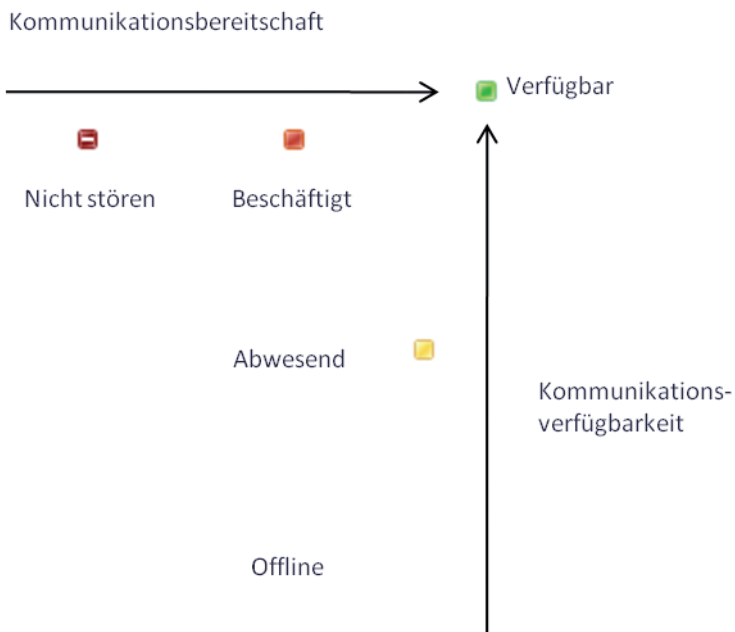 Kommunikationsbereitschaft
Verfügbar
Nicht stören
Beschäftigt
Abwesend
Kommunikations-
verfügbarkeit
Offline